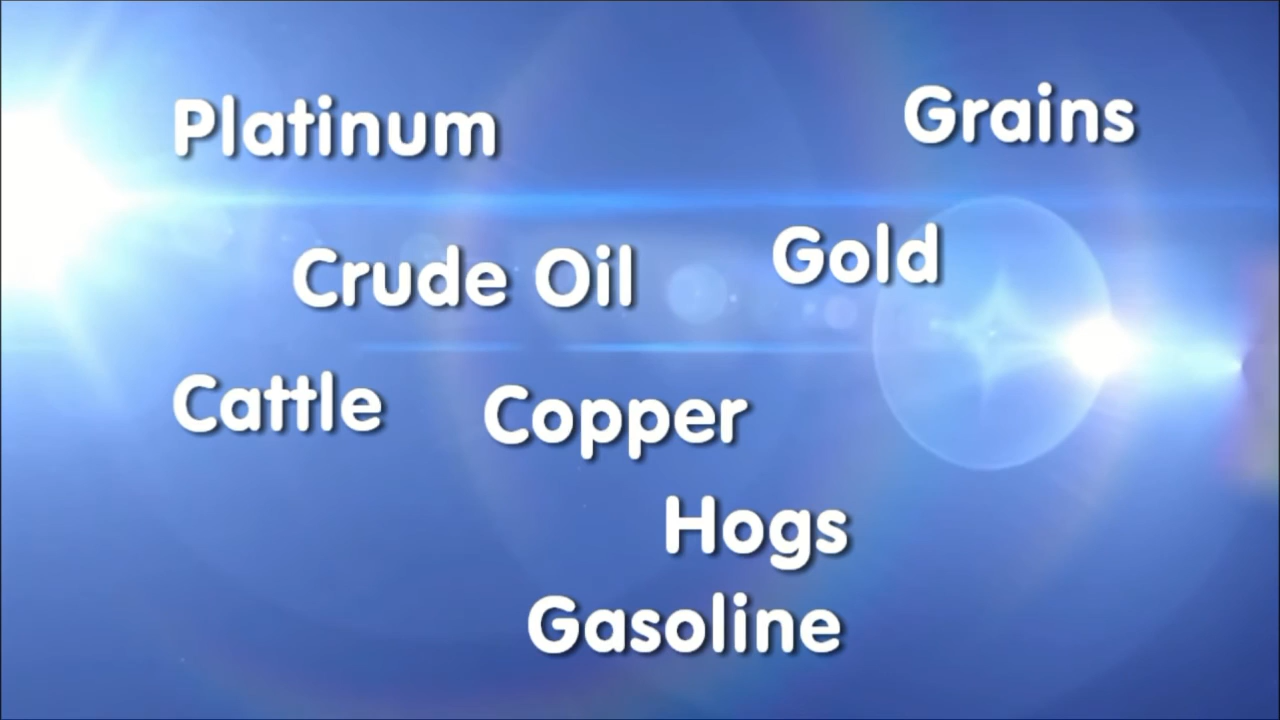 Platinum
Grains
Crude Oil
Gold
Cattle
Copper
Hogs
Gasoline